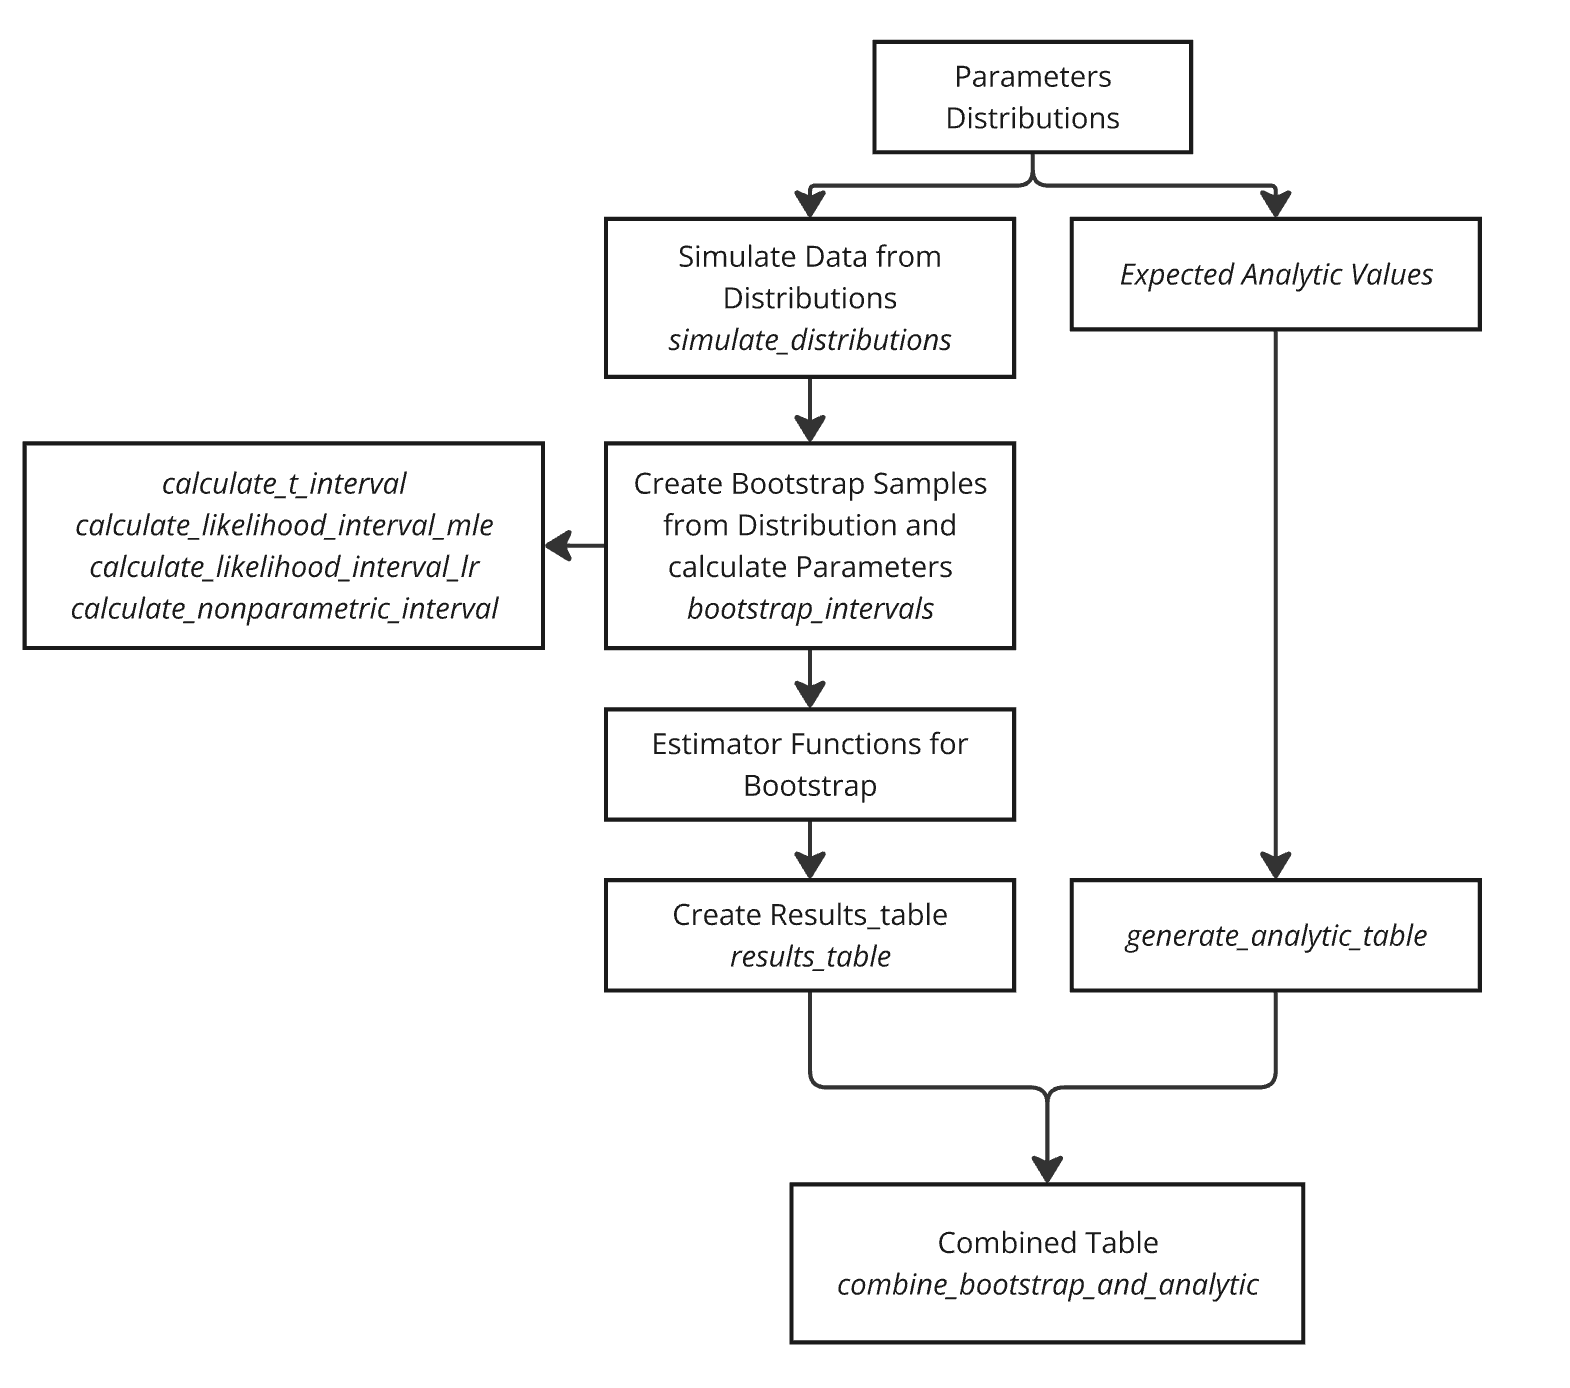 Parameters
Distributions
Simulate Data from
Distributions
simulate_distributions
Expected Analytic Values
calculate_t_interval
calculate_likelihood_interval_mle
calculate_likelihood_interval_lr
calculate_nonparametric_interval
Create Bootstrap Samples
from Distribution and
calculate Parameters
bootstrap_intervals
Estimator Functions for
Bootstrap
Create Results_table
results_table
generate_analytic_table
Combined Table
combine_bootstrap_and_analytic